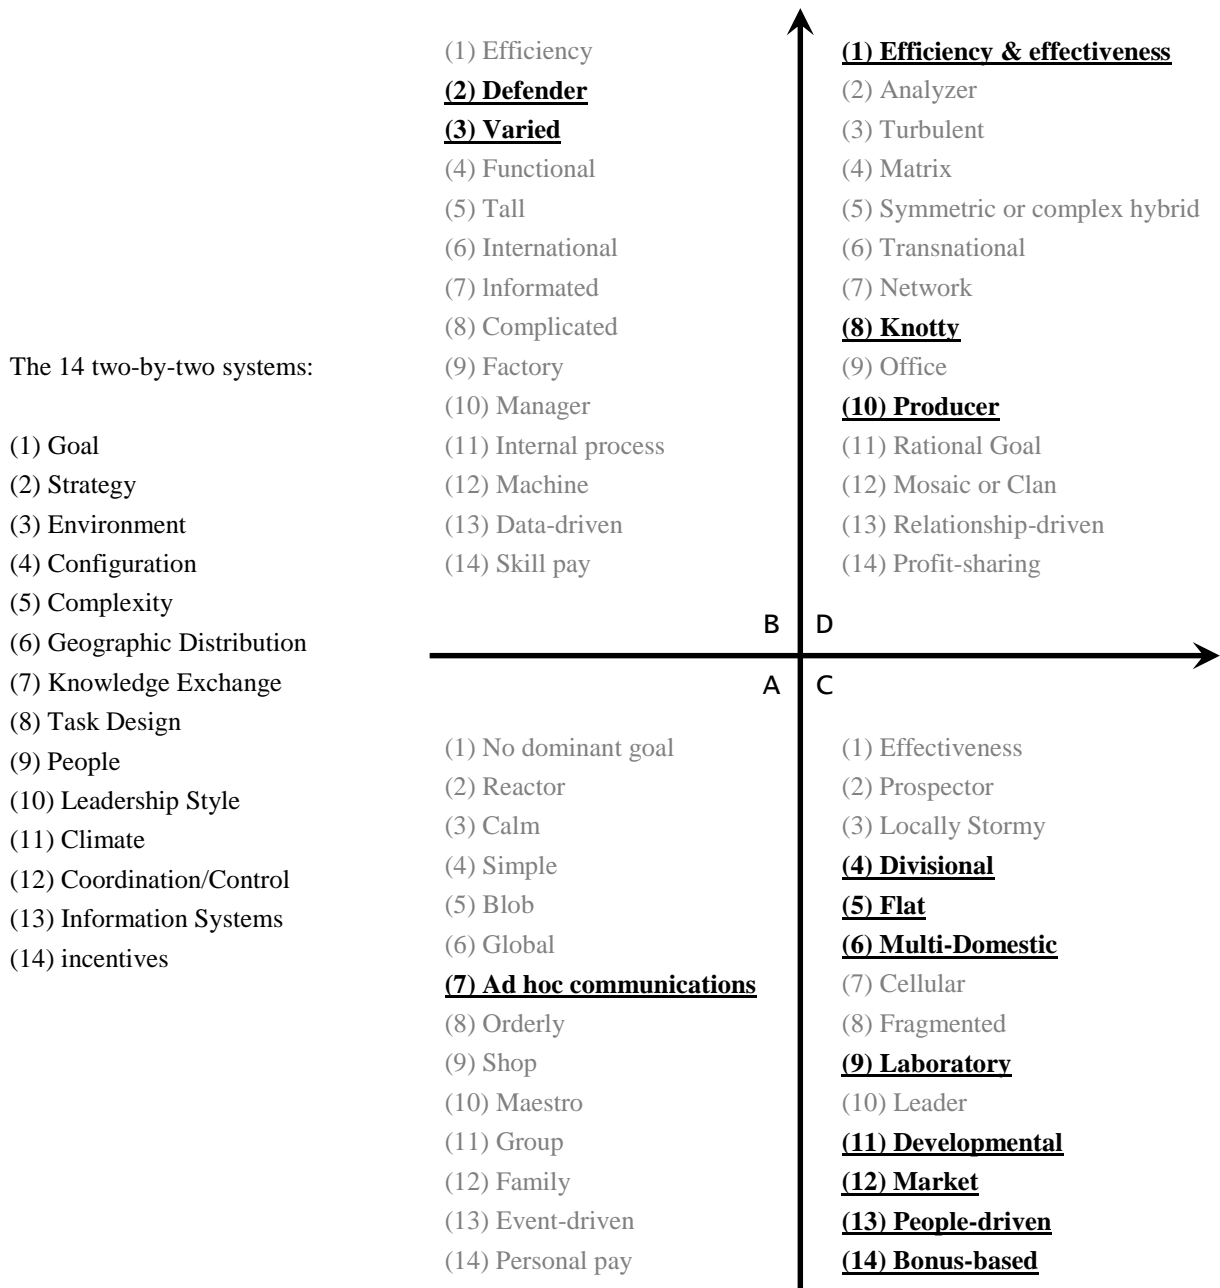 The 14 two-by-two systems:
(1) Goal
(2) Strategy
(3) Environment
(4) Configuration
(5) Complexity
(6) Geographic Distribution
(7) Knowledge Exchange
(8) Task Design
(9) People
(10) Leadership Style
(11) Climate
(12) Coordination/Control
(13) Information Systems
(14) incentives
(1) Efficiency
(2) Defender
(3) Varied
(4) Functional
(5) Tall
(6) International
(7) lnformated
(8) Complicated
(9) Factory
(10) Manager
(11) Internal process
(12) Machine
(13) Data-driven
(14) Skill pay
(1) Efficiency & effectiveness
(2) Analyzer
(3) Turbulent
(4) Matrix
(5) Symmetric or complex hybrid
(6) Transnational
(7) Network
(8) Knotty
(9) Office
(10) Producer
(11) Rational Goal
(12) Mosaic or Clan
(13) Relationship-driven
(14) Profit-sharing
B D
A C
(1) No dominant goal
(2) Reactor
(3) Calm
(4) Simple
(5) Blob
(6) Global
(7) Ad hoc communications
(8) Orderly
(9) Shop
(10) Maestro
(11) Group
(12) Family
(13) Event-driven
(14) Personal pay
(1) Effectiveness
(2) Prospector
(3) Locally Stormy
(4) Divisional
(5) Flat
(6) Multi-Domestic
(7) Cellular
(8) Fragmented
(9) Laboratory
(10) Leader
(11) Developmental
(12) Market
(13) People-driven
(14) Bonus-based